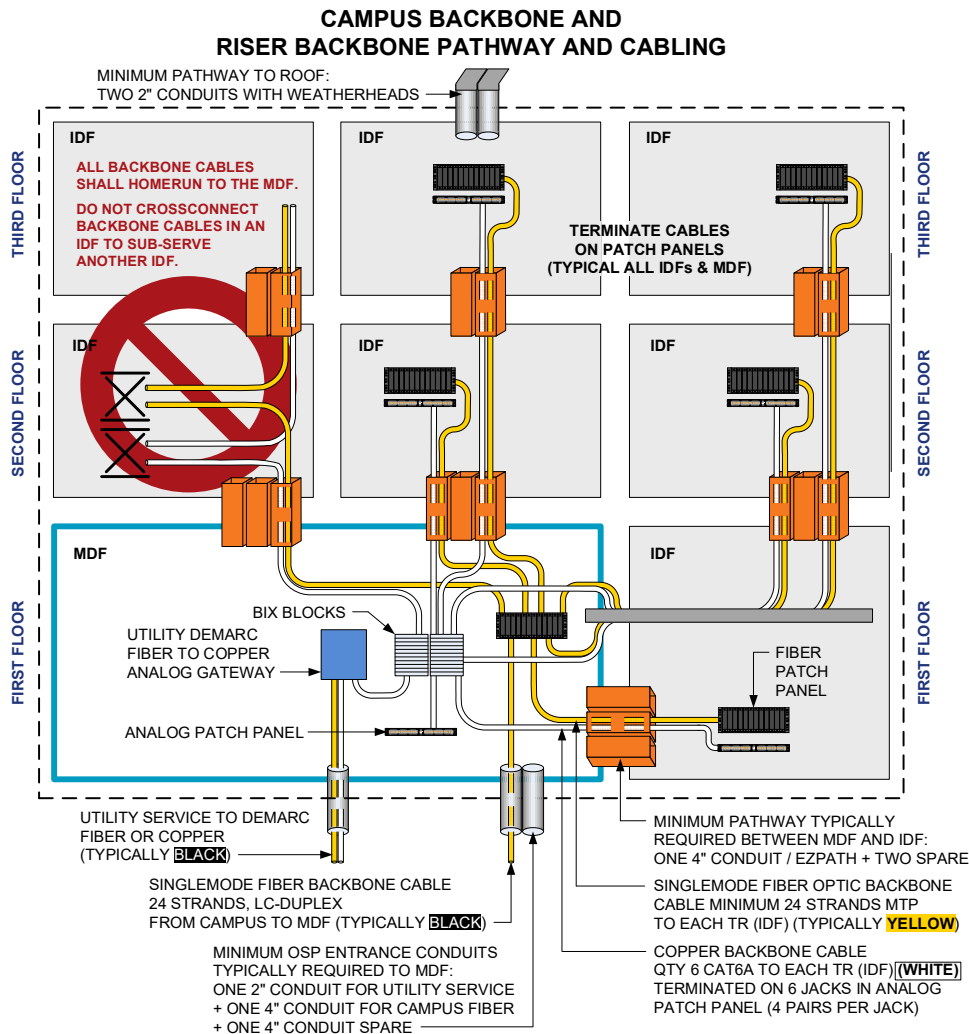 CAMPUS BACKBONE AND
RISER BACKBONE PATHWAY AND CABLING
MINIMUM PATHWAY TO ROOF:
TWO 2" CONDUITS WITH WEATHERHEADS
THIRD FLOOR
IDF
ALL BACKBONE CABLES
SHALL HOMERUN TO THE MDF.
DO NOT CROSSCONNECT
BACKBONE CABLES IN AN
IDF TO SUB-SERVE
ANOTHER IDF.
IDF
IDF
TERMINATE CABLES
ON PATCH PANELS
(TYPICAL ALL IDFs & MDF)
THIRD FLOOR
SECOND FLOOR
IDF
IDF
IDF
SECOND FLOOR
FIRST FLOOR
MDF
BIX BLOCKS
UTILITY DEMARC
FIBER TO COPPER
ANALOG GATEWAY
ANALOG PATCH PANEL
IDF
FIBER
PATCH
PANEL
FIRST FLOOR
UTILITY SERVICE TO DEMARC
FIBER OR COPPER
(TYPICALLY BLACK)
SINGLEMODE FIBER BACKBONE CABLE
24 STRANDS, LC-DUPLEX
FROM CAMPUS TO MDF (TYPICALLY BLACK)
MINIMUM OSP ENTRANCE CONDUITS
TYPICALLY REQUIRED TO MDF:
ONE 2" CONDUIT FOR UTILITY SERVICE
+ ONE 4" CONDUIT FOR CAMPUS FIBER
+ ONE 4" CONDUIT SPARE
MINIMUM PATHWAY TYPICALLY
REQUIRED BETWEEN MDF AND IDF:
ONE 4" CONDUIT / EZPATH + TWO SPARE
SINGLEMODE FIBER OPTIC BACKBONE
CABLE MINIMUM 24 STRANDS MTP
TO EACH TR (IDF) (TYPICALLY YELLOW)
COPPER BACKBONE CABLE
QTY 6 CAT6A TO EACH TR (IDF) (WHITE)
TERMINATED ON 6 JACKS IN ANALOG
PATCH PANEL (4 PAIRS PER JACK)